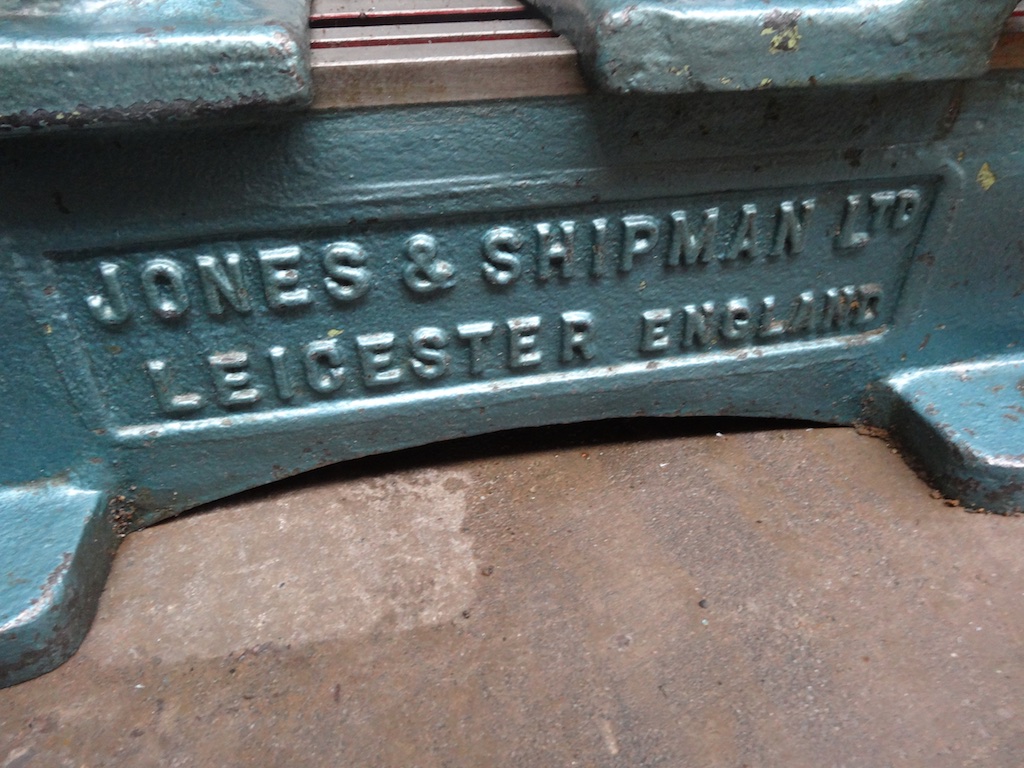 JONES & SHIPMAN LTD
LEICESTER ENGLAND